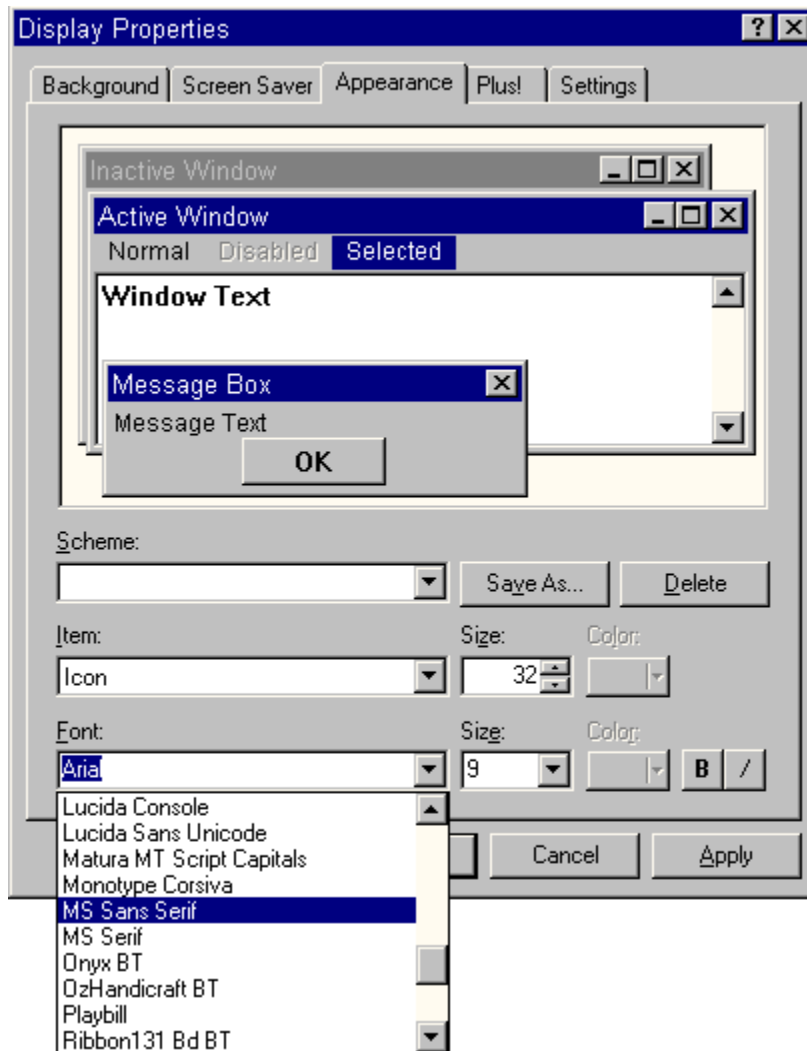 Display Properties
Background Screen Saver Appearance Plus! Settings
Inactive Window
Active Window
Normal Disabled Selected
Window Text
Message Box
Message Text
OK
Scheme:
Save As... Delete
Item: Size: Color:
Icon 32
Font: Size: Color:
Arial 9 B /
Lucida Console
Lucida Sans Unicode
Matura MT Script Capitals
Monotype Corsiva
Cancel Apply
MS Sans Serif
MS Serif
Onyx BT
OzHandicraft BT
Playbill
Ribbon131 Bd BT